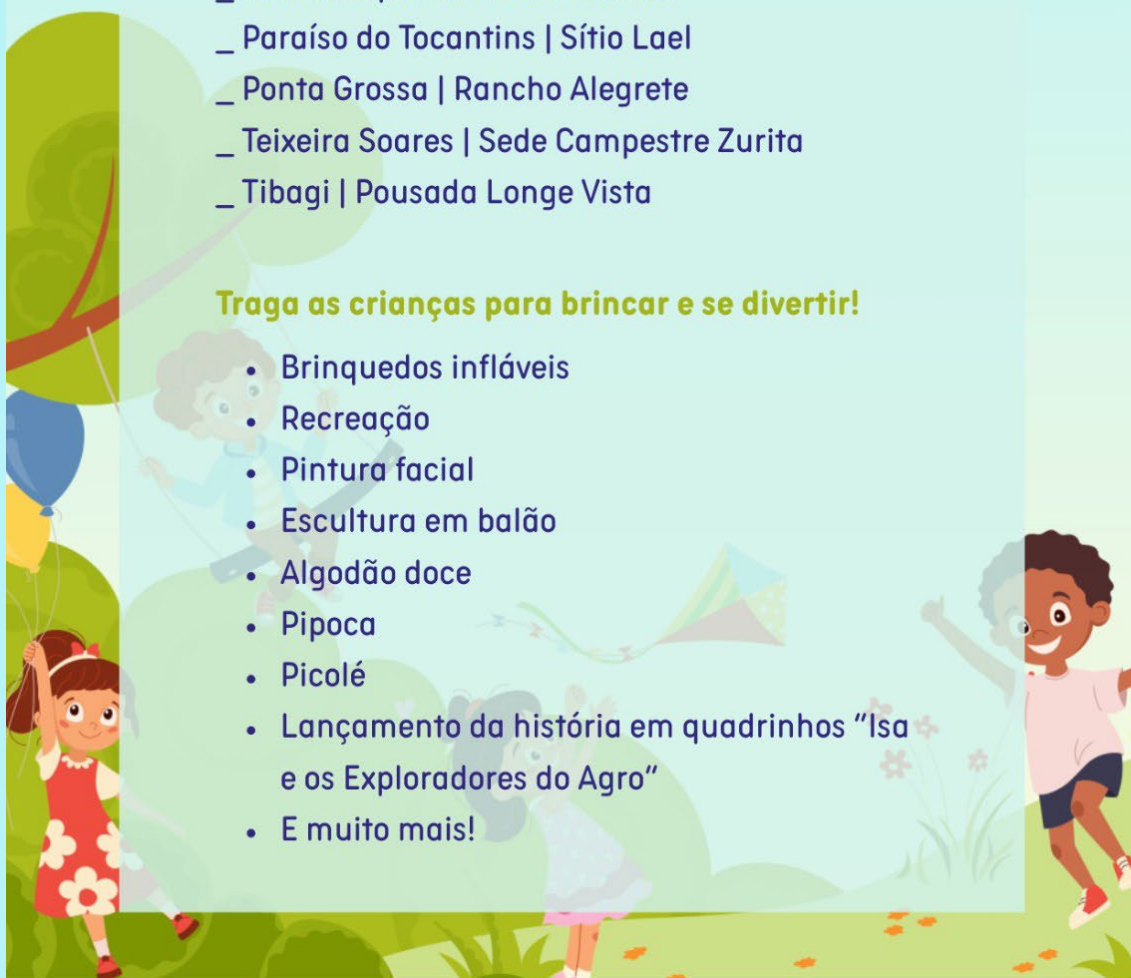 _ Paraíso do Tocantins | Sítio Lael
_ Ponta Grossa | Rancho Alegrete
_ Teixeira Soares | Sede Campestre Zurita
_ Tibagi | Pousada Longe Vista
Traga as crianças para brincar e se divertir!
• Brinquedos infláveis
• Recreação
• Pintura facial
• Escultura em balão
• Algodão doce
• Pipoca
• Picolé
• Lançamento da história em quadrinhos “Isa
e os Exploradores do Agro”
• E muito mais!